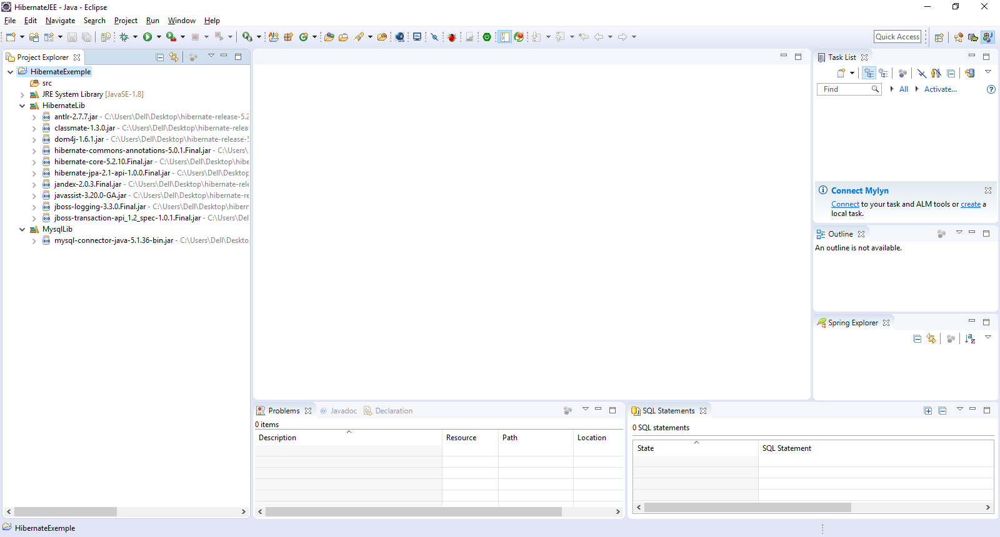 HibernateJEE - Java - Eclipse
File Edit Navigate Search Project Run Window Help
Quick Access
Project Explorer
HibernateExemple
src
JRE System Library [JavaSE-1.8]
HibernateLib
antlr-2.7.7.jar - C:\Users\Dell\Desktop\hibernate-release-5.2
classmate-1.3.0.jar - C:\Users\Dell\Desktop\hibernate-relea
dom4j-1.6.1.jar - C:\Users\Dell\Desktop\hibernate-release-5
hibernate-commons-annotations-5.0.1.Final.jar - C:\Users\
hibernate-core-5.2.10.Final.jar - C:\Users\Dell\Desktop\hibe
hibernate-jpa-2.1-api-1.0.0.Final.jar - C:\Users\Dell\Desktop
jandex-2.0.3.Final.jar - C:\Users\Dell\Desktop\hibernate-rele
javassist-3.20.0-GA.jar - C:\Users\Dell\Desktop\hibernate-r
jboss-logging-3.3.0.Final.jar - C:\Users\Dell\Desktop\hibern
jboss-transaction-api_1.2_spec-1.0.1.Final.jar - C:\Users\Del
MysqlLib
mysql-connector-java-5.1.36-bin.jar - C:\Users\Dell\Deskto
Task List
Find All Activate...
Connect Mylyn
Connect to your task and ALM tools or create a
local task.
Outline
An outline is not available.
Spring Explorer
Problems Javadoc Declaration
0 items
Description Resource Path Location
SQL Statements
0 SQL statements
State SQL Statement
HibernateExemple